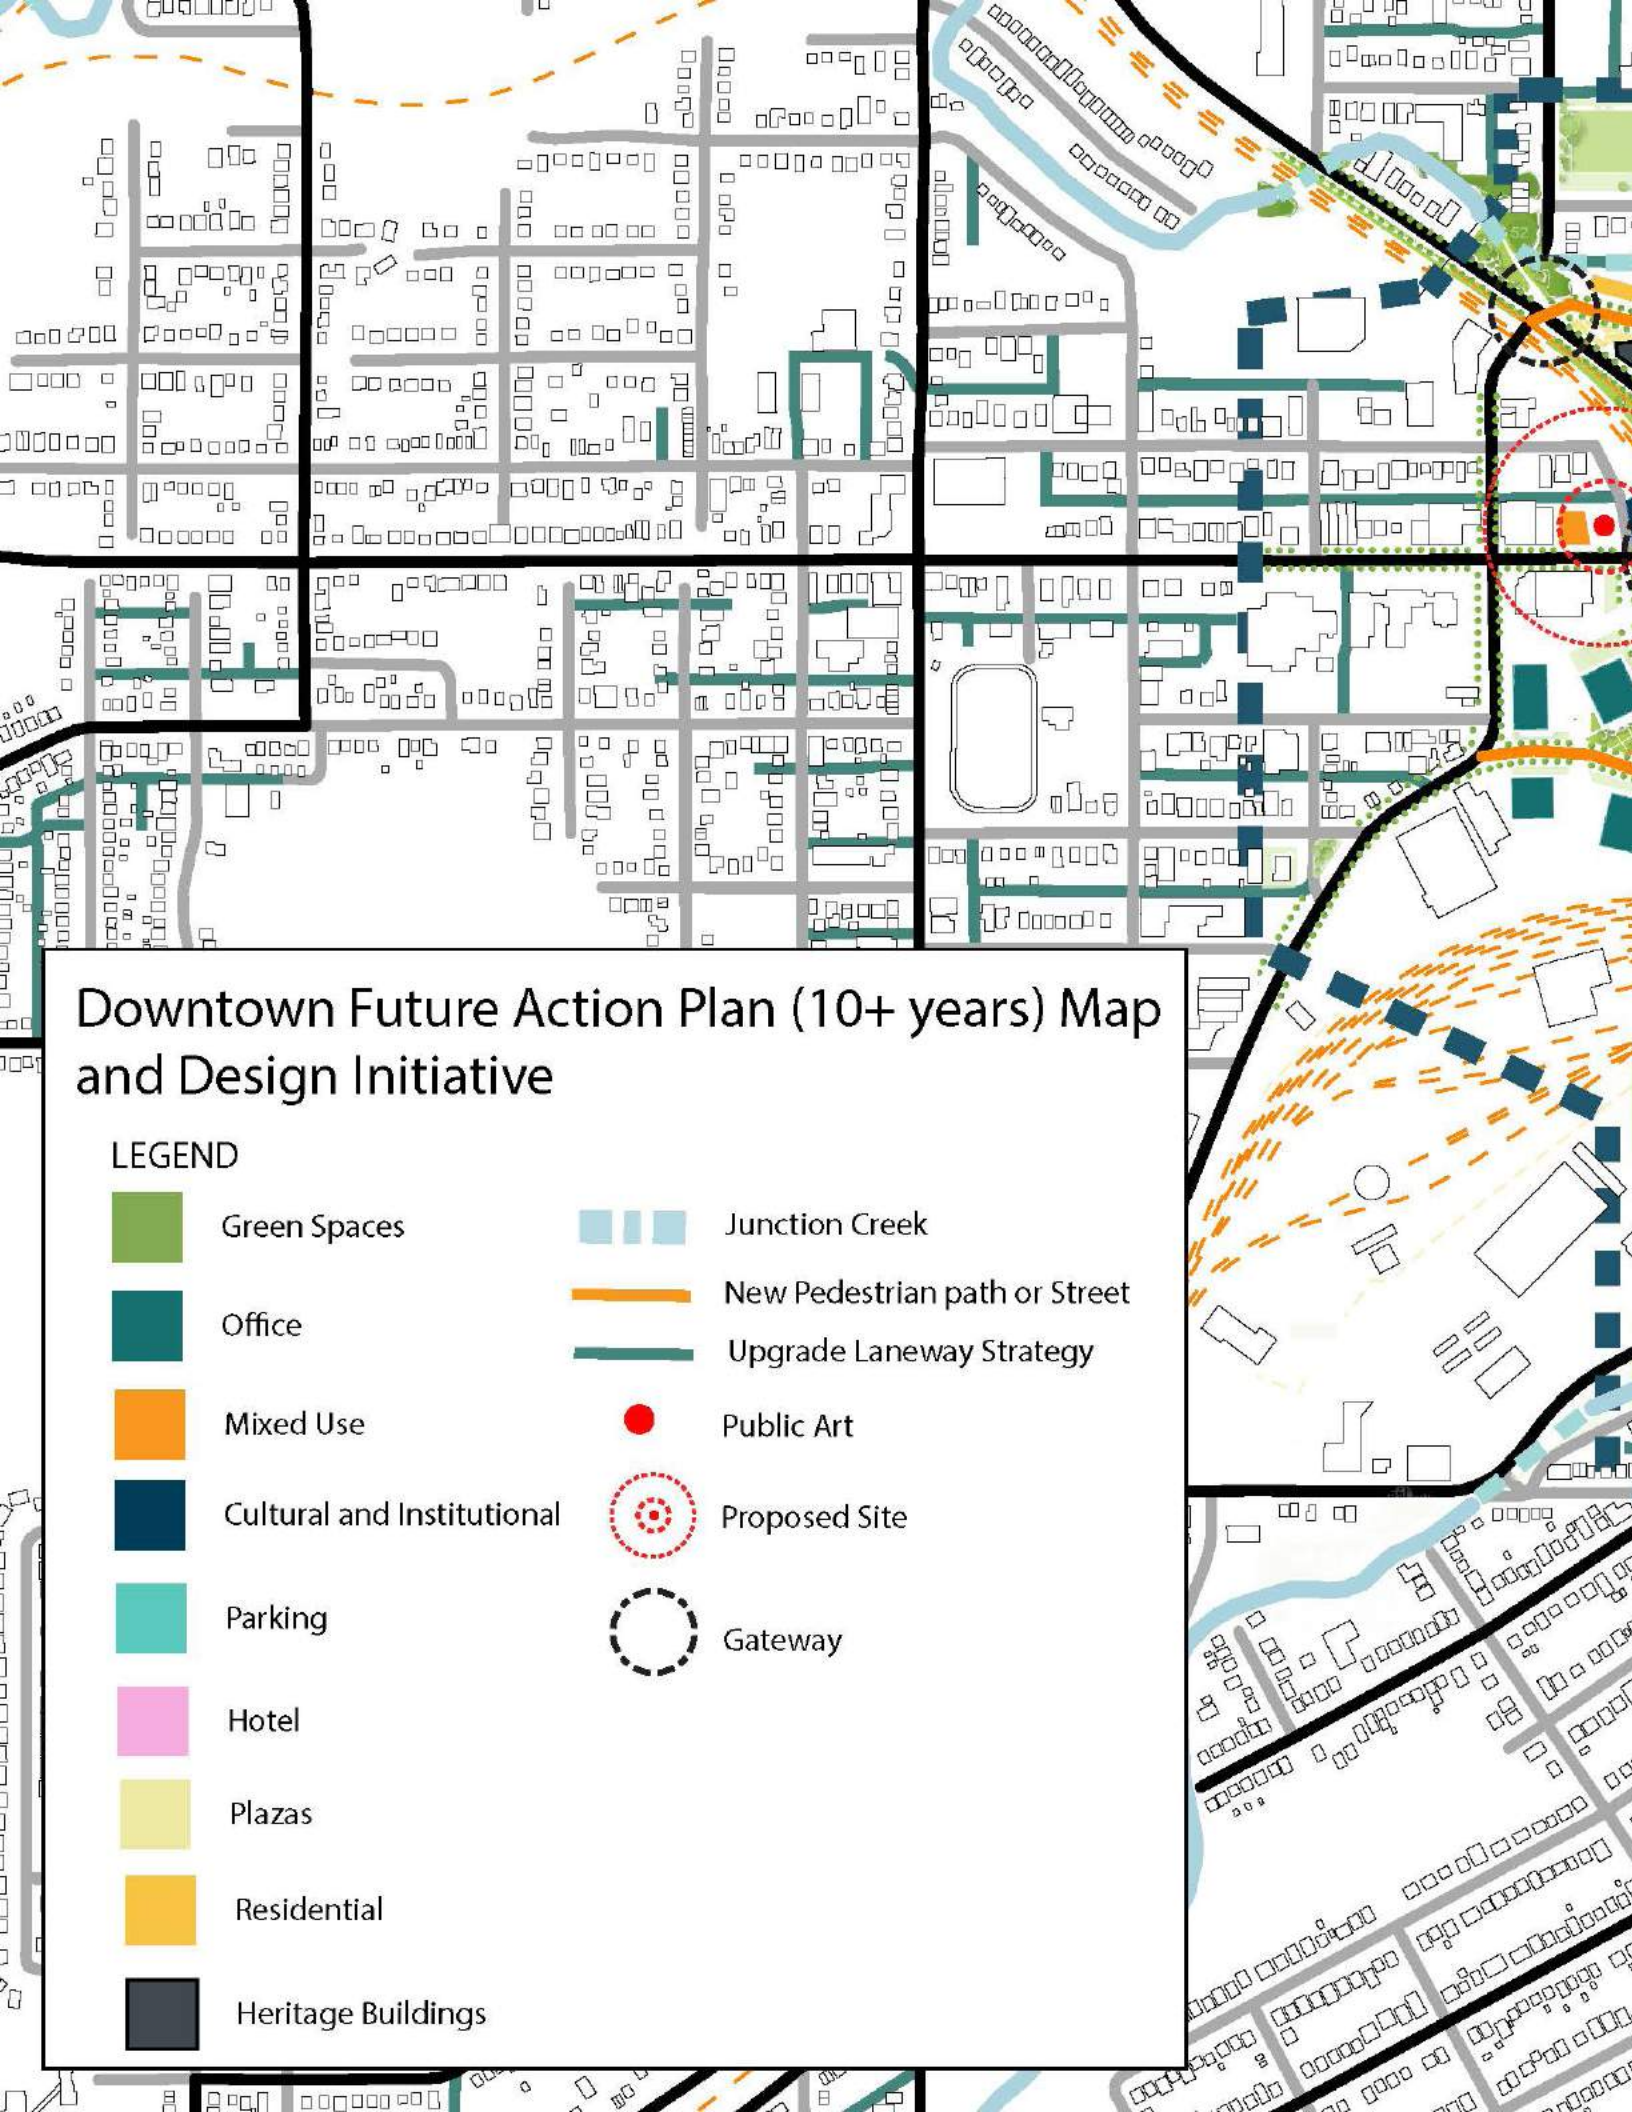 52
Downtown Future Action Plan (10+ years) Map
and Design Initiative
LEGEND
Green Spaces
Office
Mixed Use
Cultural and Institutional
Parking
Hotel
Plazas
Residential
Heritage Buildings
Junction Creek
New Pedestrian path or Street
Upgrade Laneway Strategy
Public Art
Proposed Site
Gateway